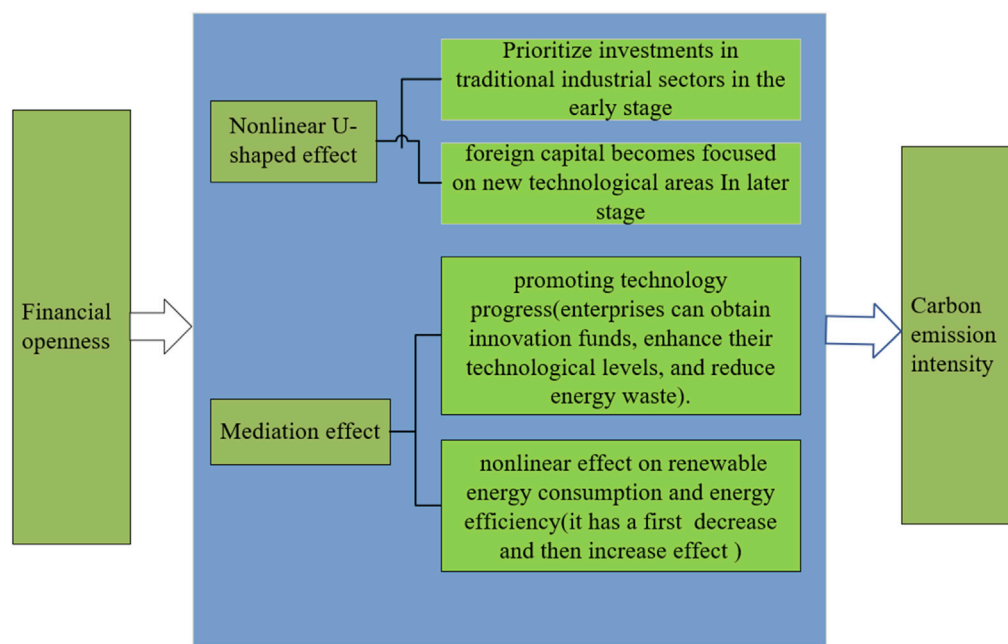 Financial
openness
Nonlinear U-
shaped effect
Prioritize investments in
traditional industrial sectors in the
early stage
foreign capital becomes focused
on new technological areas In later
stage
Mediation effect
promoting technology
progress(enterprises can obtain
innovation funds, enhance their
technological levels, and reduce
energy waste).
nonlinear effect on renewable
energy consumption and energy
efficiency(it has a first decrease
and then increase effect )
Carbon
emission
intensity